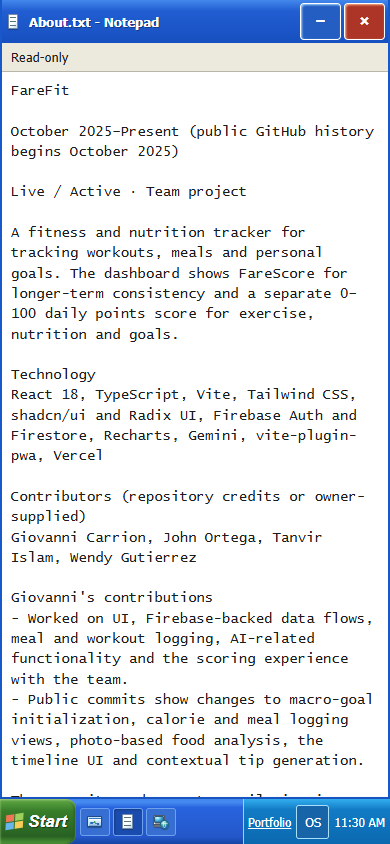 About.txt - Notepad
Read-only
FareFit
October 2025–Present (public GitHub history
begins October 2025)
Live / Active · Team project
A fitness and nutrition tracker for
tracking workouts, meals and personal
goals. The dashboard shows FareScore for
longer-term consistency and a separate 0–
100 daily points score for exercise,
nutrition and goals.
Technology
React 18, TypeScript, Vite, Tailwind CSS,
shadcn/ui and Radix UI, Firebase Auth and
Firestore, Recharts, Gemini, vite-plugin-
pwa, Vercel
Contributors (repository credits or owner-
supplied)
Giovanni Carrion, John Ortega, Tanvir
Islam, Wendy Gutierrez
Giovanni's contributions
- Worked on UI, Firebase-backed data flows,
meal and workout logging, AI-related
functionality and the scoring experience
with the team.
- Public commits show changes to macro-goal
initialization, calorie and meal logging
views, photo-based food analysis, the
timeline UI and contextual tip generation.
Start
Portfolio
OS
11:30 AM